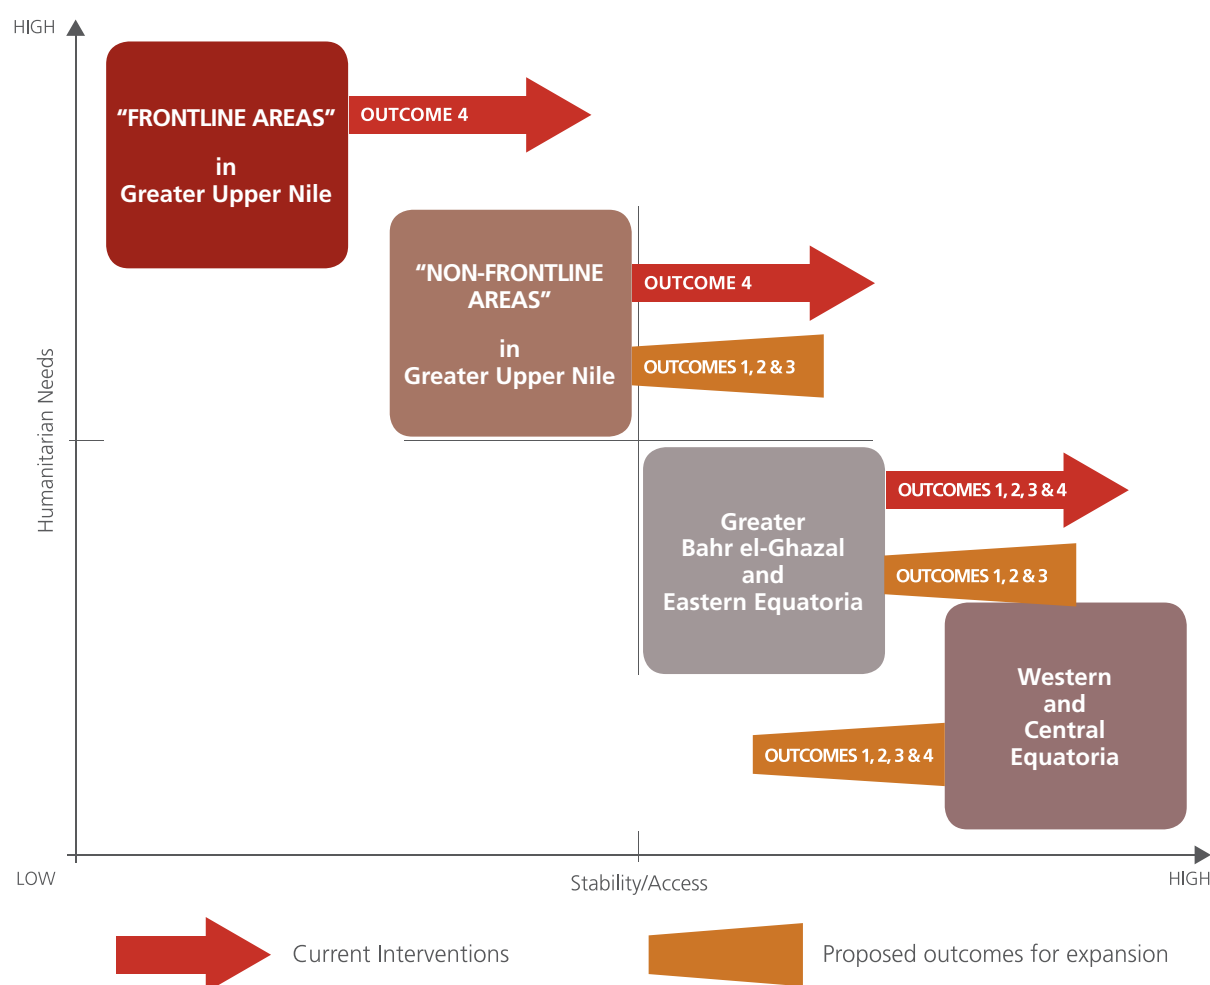 HIGH
“FRONTLINE AREAS”
in
Greater Upper Nile
OUTCOME 4
“NON-FRONTLINE
AREAS”
in
Greater Upper Nile
OUTCOME 4
OUTCOMES 1, 2 & 3
Humanitarian Needs
Greater
Bahr el-Ghazal
and
Eastern Equatoria
OUTCOMES 1, 2, 3 & 4
OUTCOMES 1, 2 & 3
Western
and
Central
Equatoria
OUTCOMES 1, 2, 3 & 4
LOW
Stability/Access
HIGH
Current Interventions
Proposed outcomes for expansion